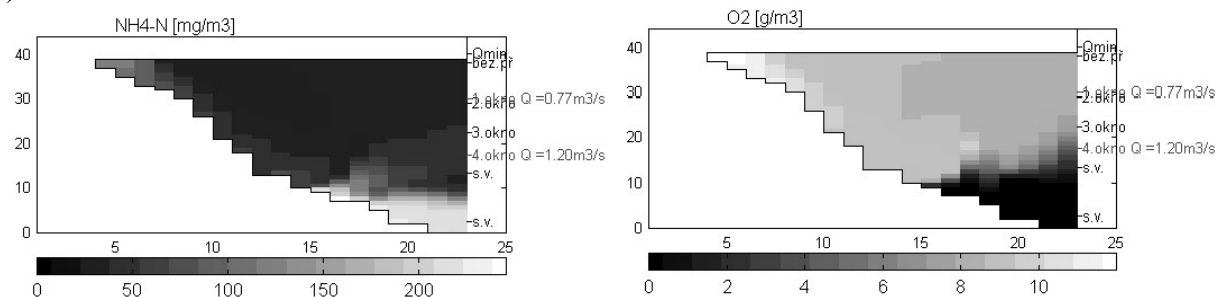 )
NH4-N [mg/m3]
40
30
20
10
0
Qmin
bez.př
1.okno Q =0.77m3/s
2.okno
3.okno
4.okno Q =1.20m3/s
s.v.
s.v.
5 10 15 20 25
0 50 100 150 200
O2 [g/m3]
40
30
20
10
0
Qmin
bez.př
1.okno Q =0.77m3/s
2.okno
3.okno
4.okno Q =1.20m3/s
s.v.
s.v.
5 10 15 20 25
0 2 4 6 8 10